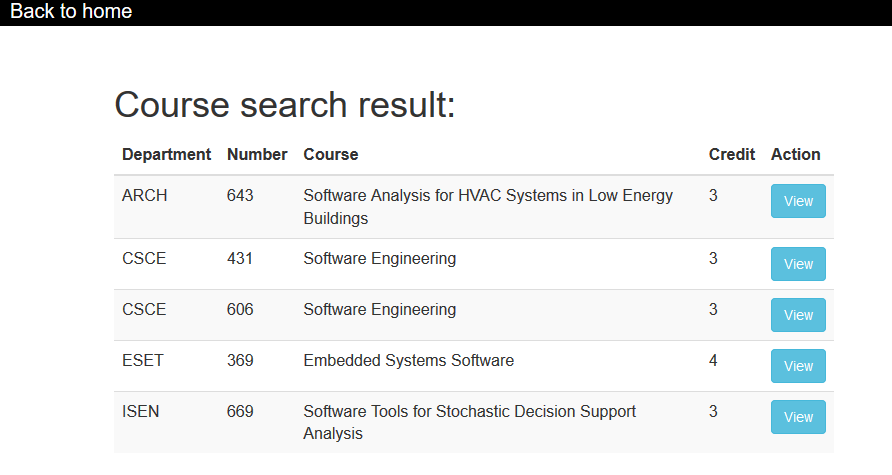 Back to home
Course search result:
Department Number Course Credit Action
ARCH 643 Software Analysis for HVAC Systems in Low Energy 3 View
Buildings
CSCE 431 Software Engineering 3 View
CSCE 606 Software Engineering 3 View
ESET 369 Embedded Systems Software 4 View
ISEN 669 Software Tools for Stochastic Decision Support 3 View
Analysis